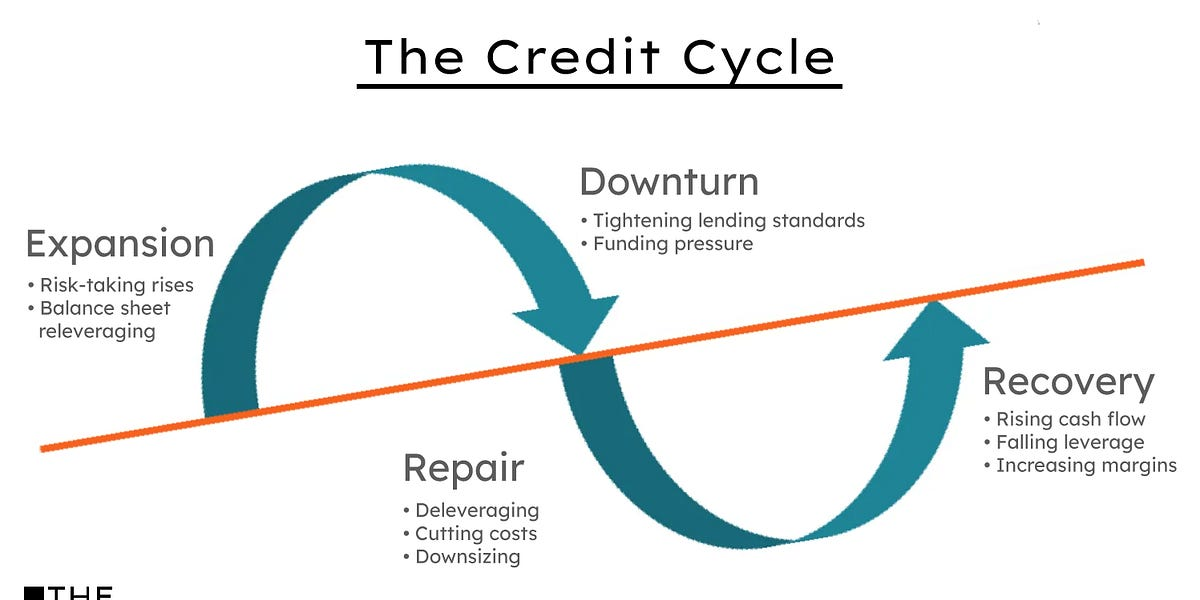 The Credit Cycle
Expansion
• Risk-taking rises
• Balance sheet
releveraging
Downturn
• Tightening lending standards
• Funding pressure
Repair
• Deleveraging
• Cutting costs
• Downsizing
Recovery
• Rising cash flow
• Falling leverage
• Increasing margins
THE